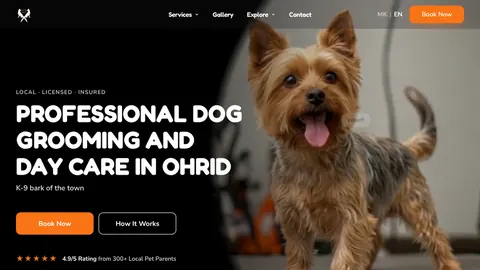 Services Gallery Explore Contact MK | EN Book Now
LOCAL · LICENSED · INSURED
PROFESSIONAL DOG
GROOMING AND
DAY CARE IN OHRID
K-9 bark of the town
Book Now How It Works
★★★★★ 4.9/5 Rating from 300+ Local Pet Parents